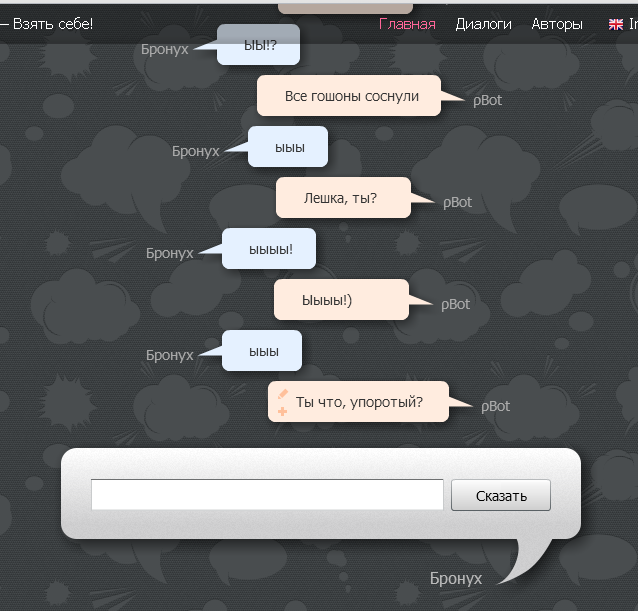 — Взять себе!
Главная Диалоги Авторы In
Бронух ЫЫ!?
Все гошоны соснули ρBot
Бронух ыыы
Лешка, ты? ρBot
Бронух ыыыы!
Ыыыы!) ρBot
Бронух ыыы
Ты что, упоротый? ρBot
Сказать
Бронух